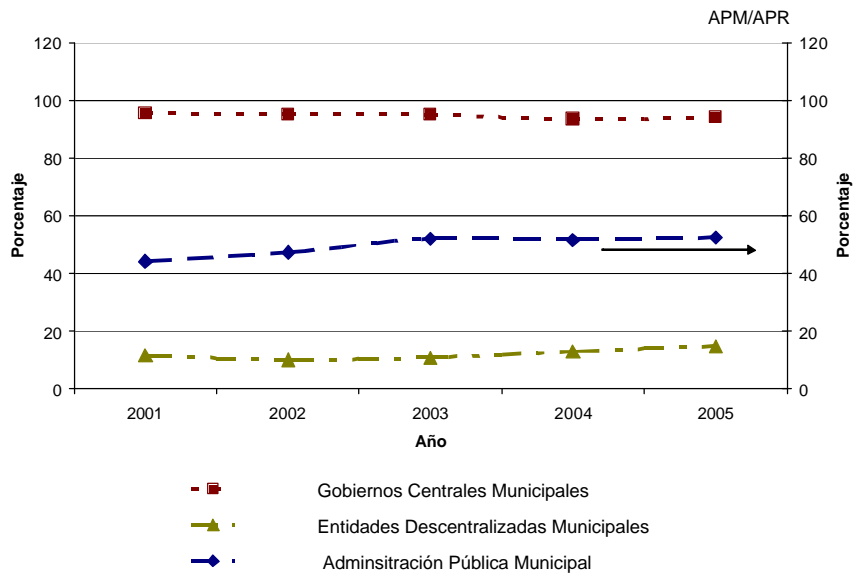 APM/APR
120 120
100 100
80 80
60 60
40 40
20 20
0 0
Porcentaje
Porcentaje
2001 2002 2003 2004 2005
Año
Gobiernos Centrales Municipales
Entidades Descentralizadas Municipales
Adminsitración Pública Municipal